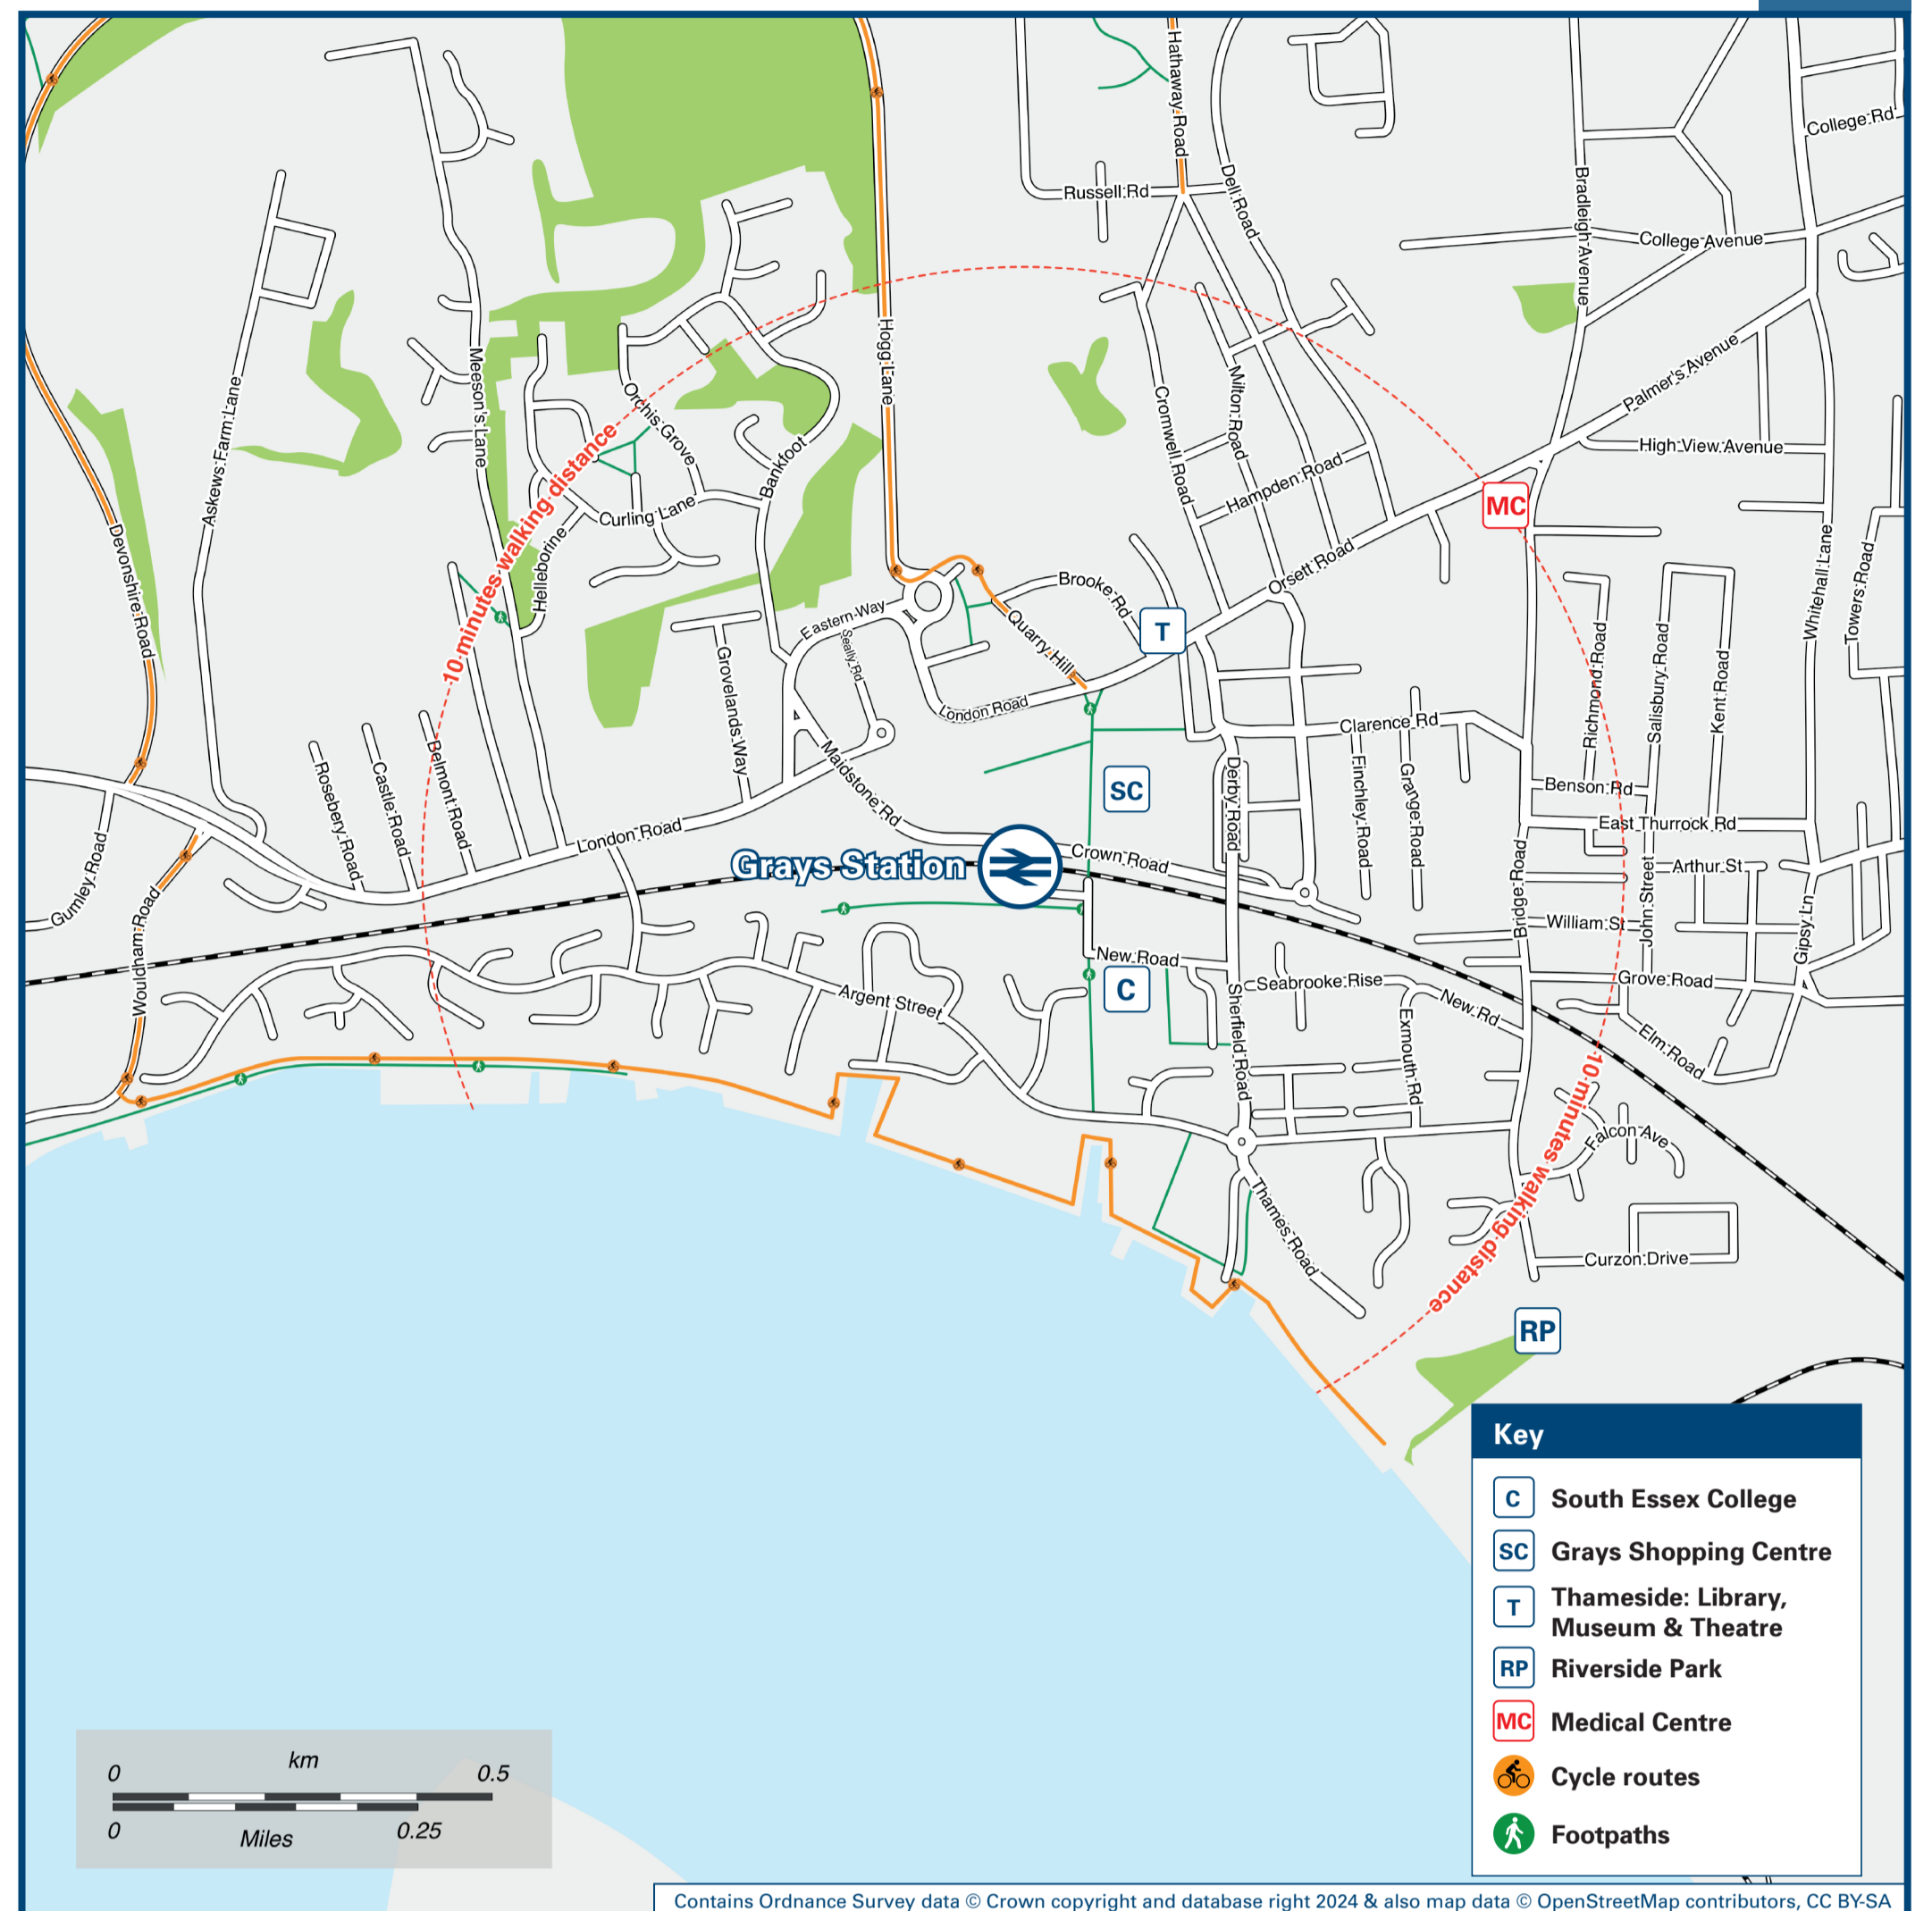 Hathaway Road
College Rd
Russell Rd
Dell Road
Bradleigh Avenue
College Avenue
Hogg Lane
Meeson's Lane
Askews Farm Lane
Orchis Grove
Bankfoot
Curling Lane
Helleborine
10 minutes walking distance
Cromwell Road
Milton Road
Hampden Road
Palmer's Avenue
High View Avenue
MC
Orsett Road
Whitehall Lane
Towers Road
Devonshire Road
Brooke Rd
T
Eastern Way
Seally Rd
Quarry Hill
Grovelands Way
London Road
Richmond Road
Salisbury Road
Kent Road
Clarence Rd
Maidstone Rd
SC
Derby Road
Finchley Road
Grange Road
Benson Rd
East Thurrock Rd
Arthur St
Rosebery Road
Castle Road
Belmont Road
London Road
Grays Station
Crown Road
Gumley Road
Wouldham Road
Bridge Road
William St
John Street
Gipsy Ln
New Road
C
Argent Street
Sherfield Road
Seabrooke Rise
New Rd
Exmouth Rd
Grove Road
Elm Road
10 minutes walking distance
Falcon Ave
Thames Road
Curzon Drive
RP
Key
C South Essex College
SC Grays Shopping Centre
T Thameside: Library,
Museum & Theatre
RP Riverside Park
MC Medical Centre
Cycle routes
Footpaths
km
0 0.5
0 Miles 0.25
Contains Ordnance Survey data © Crown copyright and database right 2024 & also map data © OpenStreetMap contributors, CC BY-SA